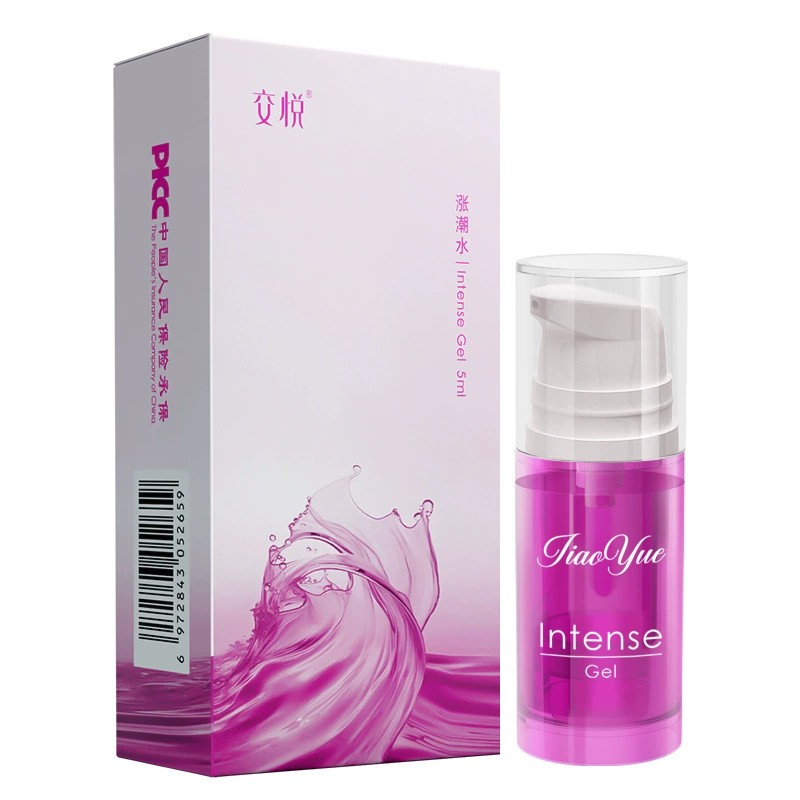 交悦®
涨潮水 | Intense Gel 5ml
PICC 中国人民保险承保
The People's Insurance Company of China
6 972843 052659
JiaoYue
Intense
Gel